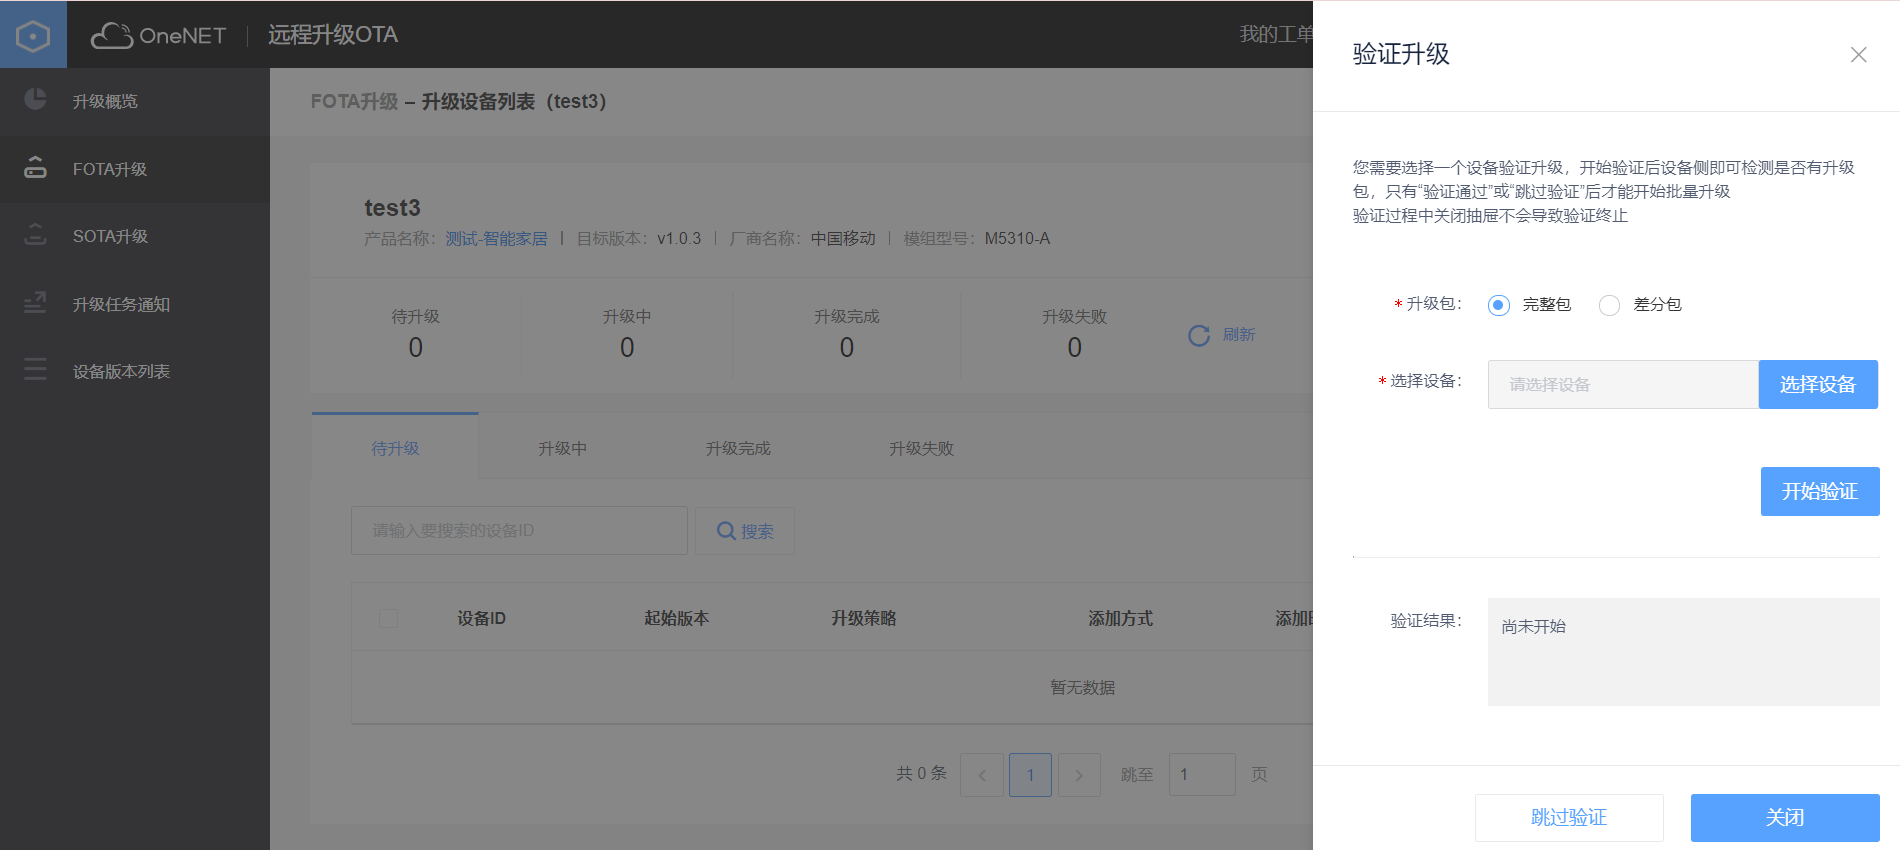 OneNET
远程升级OTA
我的工单
升级概览
FOTA升级
SOTA升级
升级任务通知
设备版本列表
FOTA升级 – 升级设备列表（test3）
test3
产品名称：测试-智能家居 | 目标版本：v1.0.3 | 厂商名称：中国移动 | 模组型号：M5310-A
待升级 升级中 升级完成 升级失败
0 0 0 0
刷新
待升级 升级中 升级完成 升级失败
请输入要搜索的设备ID
搜索
设备ID 起始版本 升级策略 添加方式 添加
暂无数据
共 0 条 < 1 > 跳至 1 页
验证升级
您需要选择一个设备验证升级，开始验证后设备侧即可检测是否有升级
包，只有“验证通过”或“跳过验证”后才能开始批量升级
验证过程中关闭抽屉不会导致验证终止
* 升级包： 完整包 差分包
* 选择设备： 请选择设备 选择设备
开始验证
验证结果： 尚未开始
跳过验证 关闭